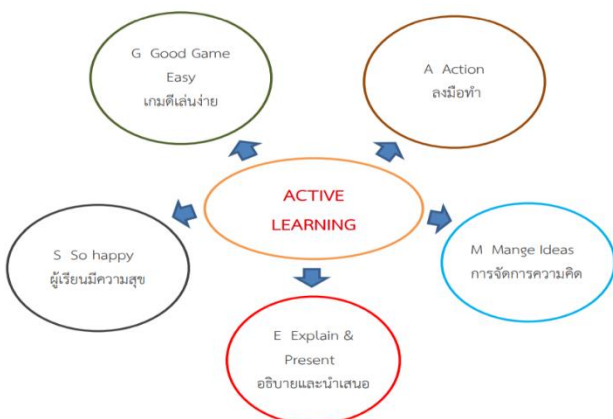 G Good Game
Easy
เกมดีเล่นง่าย
A Action
ลงมือทำ
ACTIVE
LEARNING
S So happy
ผู้เรียนมีความสุข
M Mange Ideas
การจัดการความคิด
E Explain &
Present
อธิบายและนำเสนอ